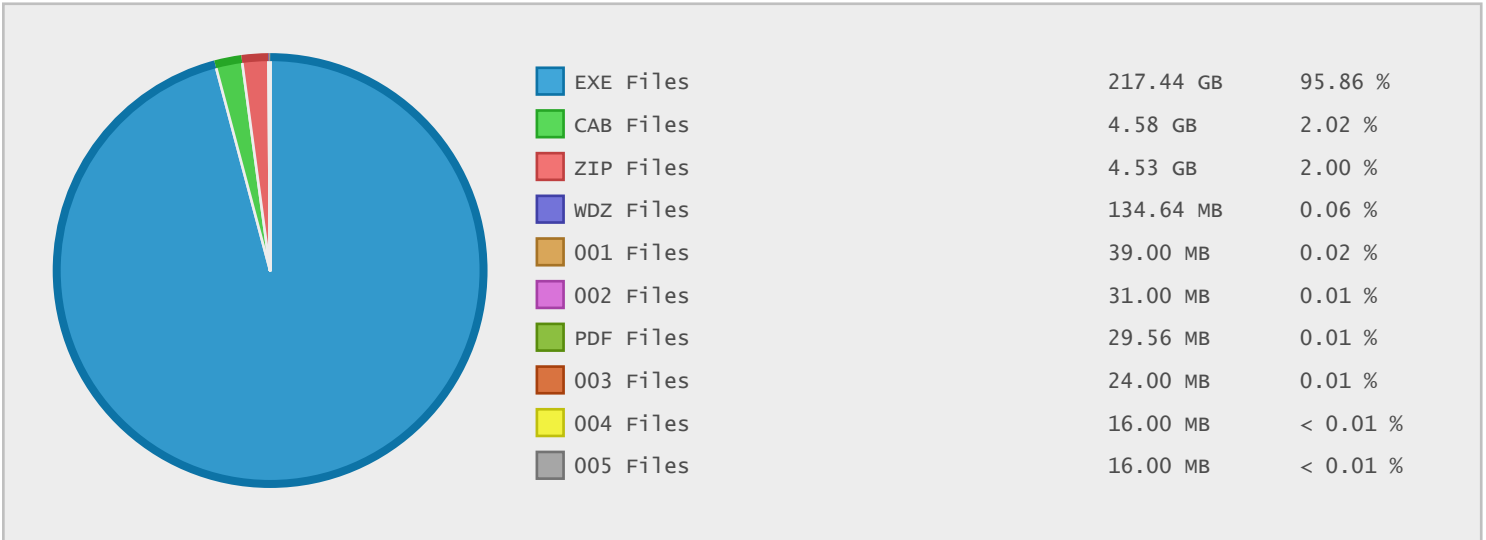 EXE Files 217.44 GB 95.86 %
CAB Files 4.58 GB 2.02 %
ZIP Files 4.53 GB 2.00 %
WDZ Files 134.64 MB 0.06 %
001 Files 39.00 MB 0.02 %
002 Files 31.00 MB 0.01 %
PDF Files 29.56 MB 0.01 %
003 Files 24.00 MB 0.01 %
004 Files 16.00 MB < 0.01 %
005 Files 16.00 MB < 0.01 %